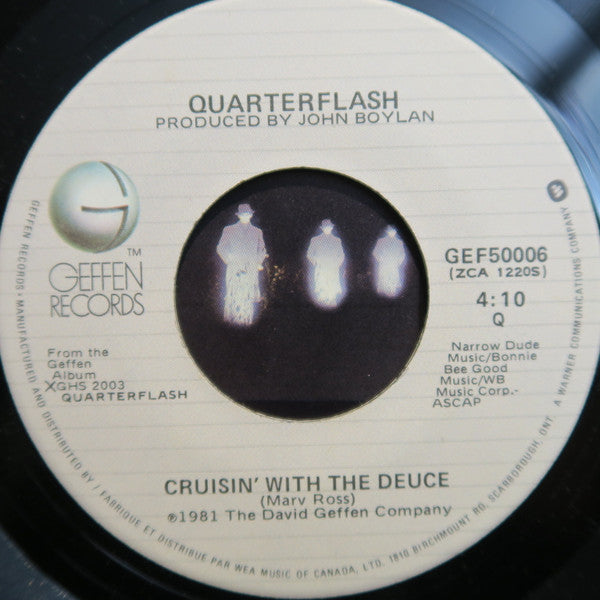 QUARTERFLASH
PRODUCED BY JOHN BOYLAN
G
TM
GEFFEN
RECORDS
GEF50006
(ZCA 1220S)
4:10
Q
From the
Geffen
Album
XGHS 2003
QUARTERFLASH
Narrow Dude
Music/Bonnie
Bee Good
Music/WB
Music Corp.-
ASCAP
CRUISIN' WITH THE DEUCE
(Marv Ross)
℗1981 The David Geffen Company
GEFFEN RECORDS • MANUFACTURED AND DISTRIBUTED BY / FABRIQUE ET DISTRIBUE PAR WEA MUSIC OF CANADA, LTD. 1810 BIRCHMOUNT RD, SCARBOROUGH, ONT. A WARNER COMMUNICATIONS COMPANY